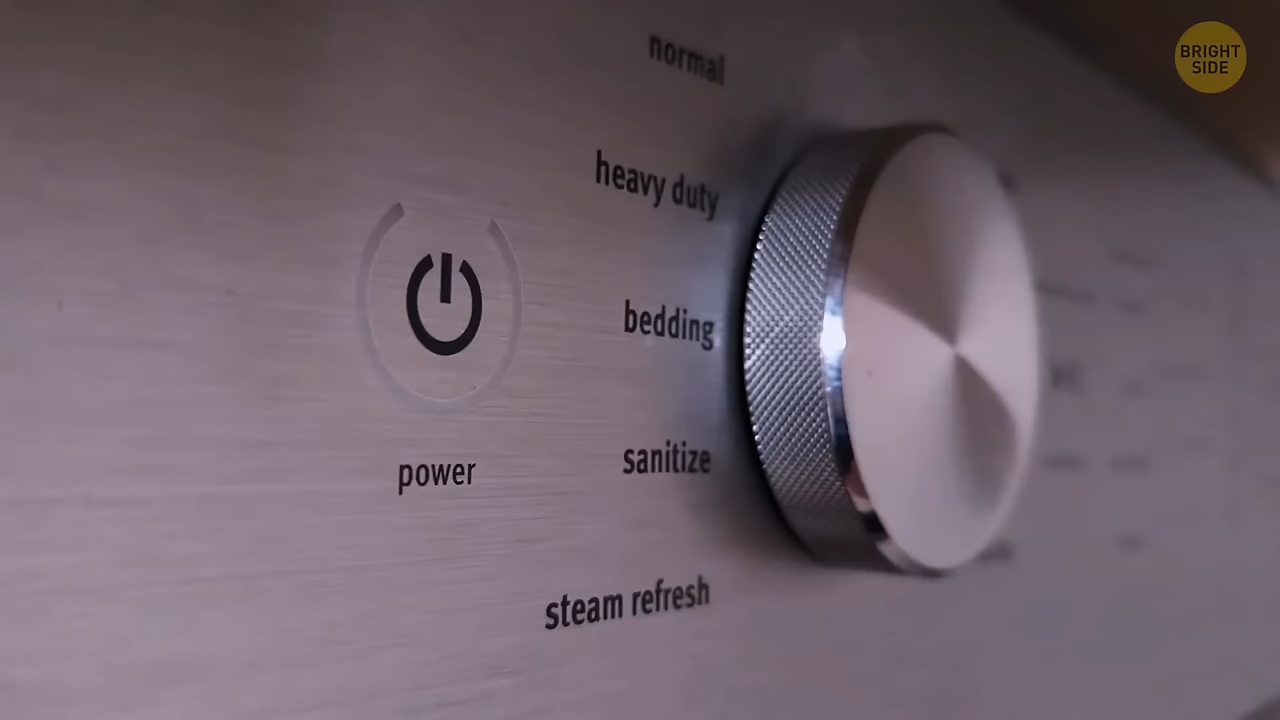 BRIGHT
SIDE
normal
heavy duty
bedding
sanitize
steam refresh
power